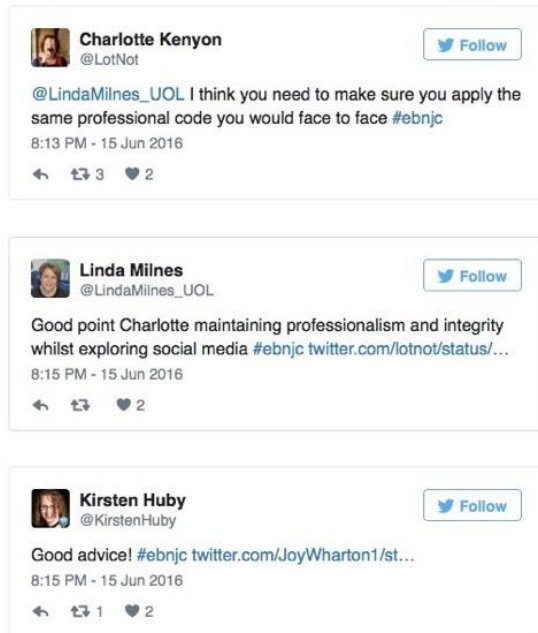 Charlotte Kenyon
@LotNot
Follow
@LindaMilnes_UOL I think you need to make sure you apply the
same professional code you would face to face #ebnjc
8:13 PM - 15 Jun 2016
3 2
Linda Milnes
@LindaMilnes_UOL
Follow
Good point Charlotte maintaining professionalism and integrity
whilst exploring social media #ebnjc twitter.com/lotnot/status/…
8:15 PM - 15 Jun 2016
2
Kirsten Huby
@KirstenHuby
Follow
Good advice! #ebnjc twitter.com/JoyWharton1/st…
8:15 PM - 15 Jun 2016
1 2